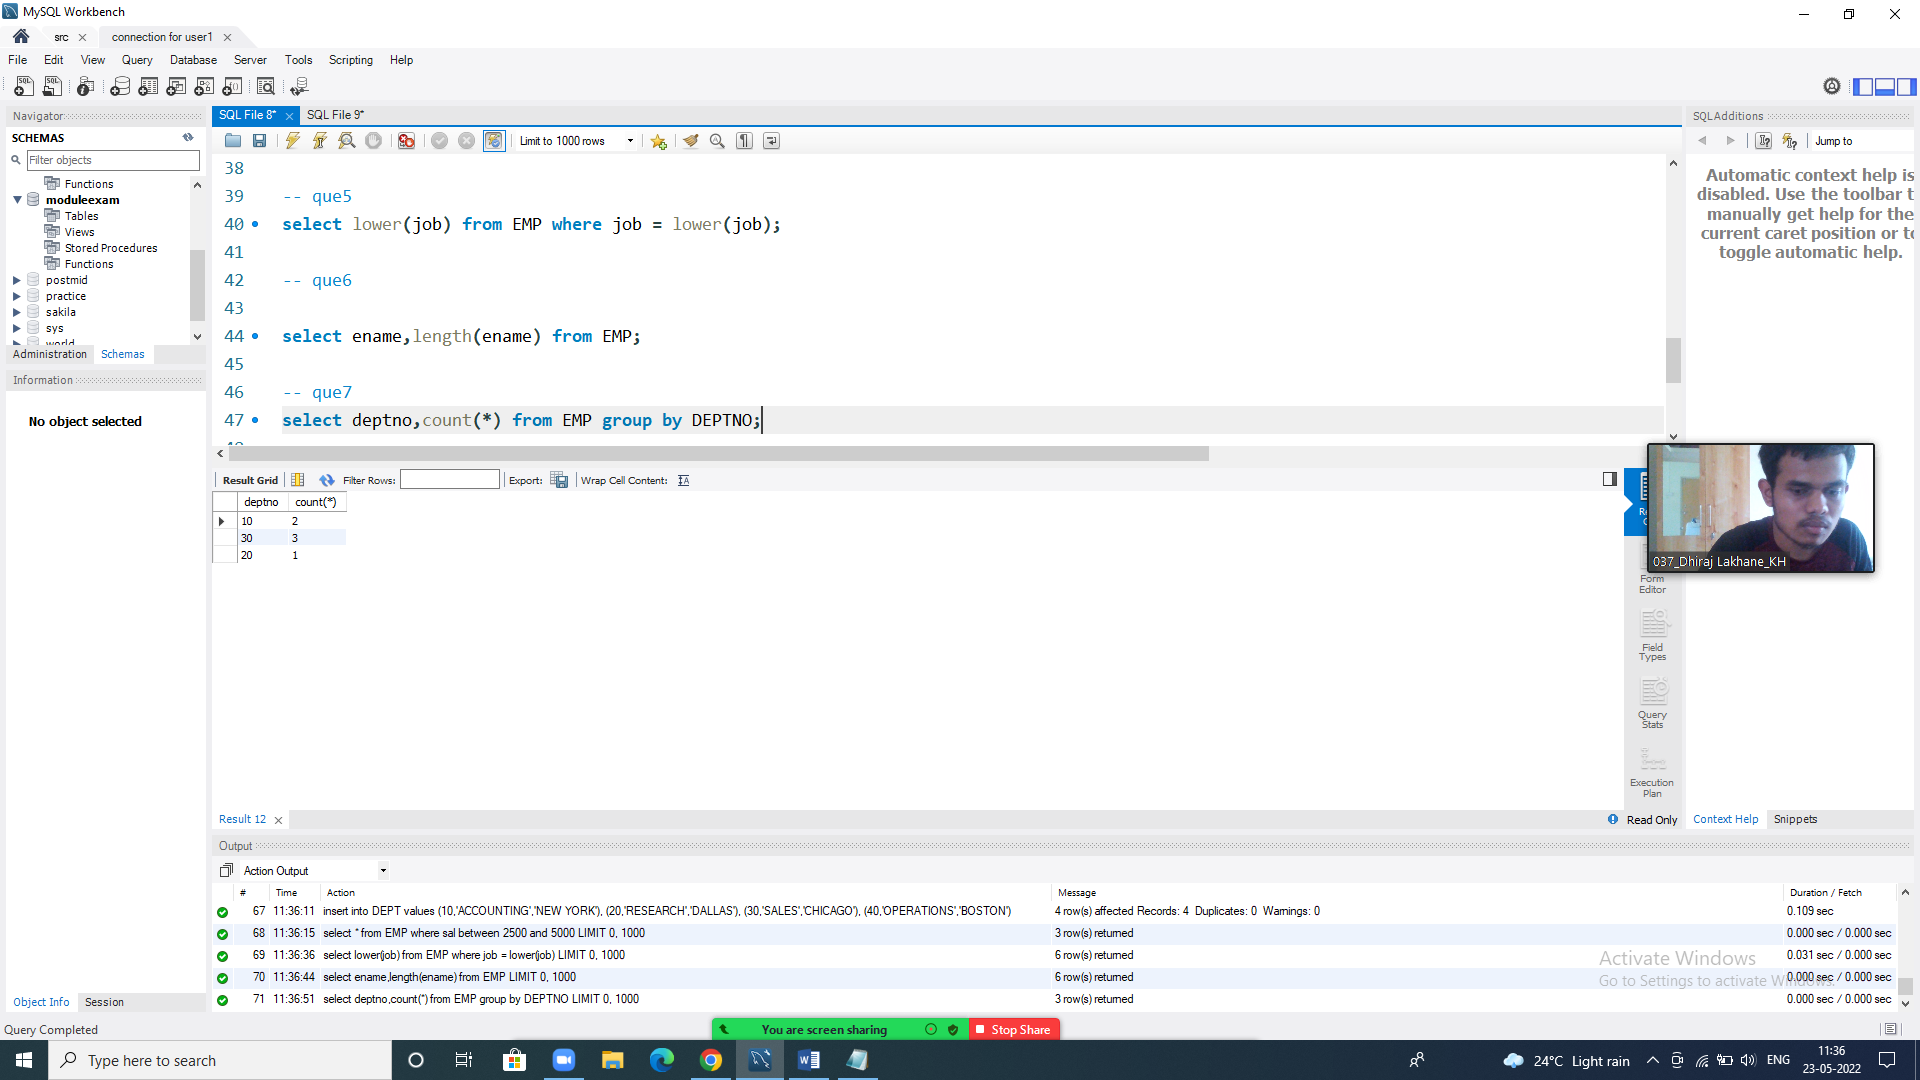 MySQL Workbench
src
connection for user1
File Edit View Query Database Server Tools Scripting Help
Navigator
SCHEMAS
Filter objects
Functions
moduleexam
Tables
Views
Stored Procedures
Functions
postmid
practice
sakila
sys
world
Administration Schemas
Information
No object selected
Object Info Session
SQL File 8* SQL File 9*
Limit to 1000 rows
38
39 -- que5
40 select lower(job) from EMP where job = lower(job);
41
42 -- que6
43
44 select ename,length(ename) from EMP;
45
46 -- que7
47 select deptno,count(*) from EMP group by DEPTNO;
Result Grid Filter Rows: Export: Wrap Cell Content:
deptno count(*)
10 2
30 3
20 1
Form Editor
Field Types
Query Stats
Execution Plan
Result 12
Read Only
SQLAdditions
Jump to
Automatic context help is
disabled. Use the toolbar t
manually get help for the
current caret position or to
toggle automatic help.
037_Dhiraj Lakhane_KH
Context Help Snippets
Output
Action Output
# Time Action Message Duration / Fetch
67 11:36:11 insert into DEPT values (10,'ACCOUNTING','NEW YORK'), (20,'RESEARCH','DALLAS'), (30,'SALES','CHICAGO'), (40,'OPERATIONS','BOSTON') 4 row(s) affected Records: 4 Duplicates: 0 Warnings: 0 0.109 sec
68 11:36:15 select * from EMP where sal between 2500 and 5000 LIMIT 0, 1000 3 row(s) returned 0.000 sec / 0.000 sec
69 11:36:36 select lower(job) from EMP where job = lower(job) LIMIT 0, 1000 6 row(s) returned 0.031 sec / 0.000 sec
70 11:36:44 select ename,length(ename) from EMP LIMIT 0, 1000 6 row(s) returned 0.000 sec / 0.000 sec
71 11:36:51 select deptno,count(*) from EMP group by DEPTNO LIMIT 0, 1000 3 row(s) returned 0.000 sec / 0.000 sec
Activate Windows
Go to Settings to activate Windows.
Query Completed
You are screen sharing Stop Share
Type here to search
24°C Light rain
ENG
11:36
23-05-2022